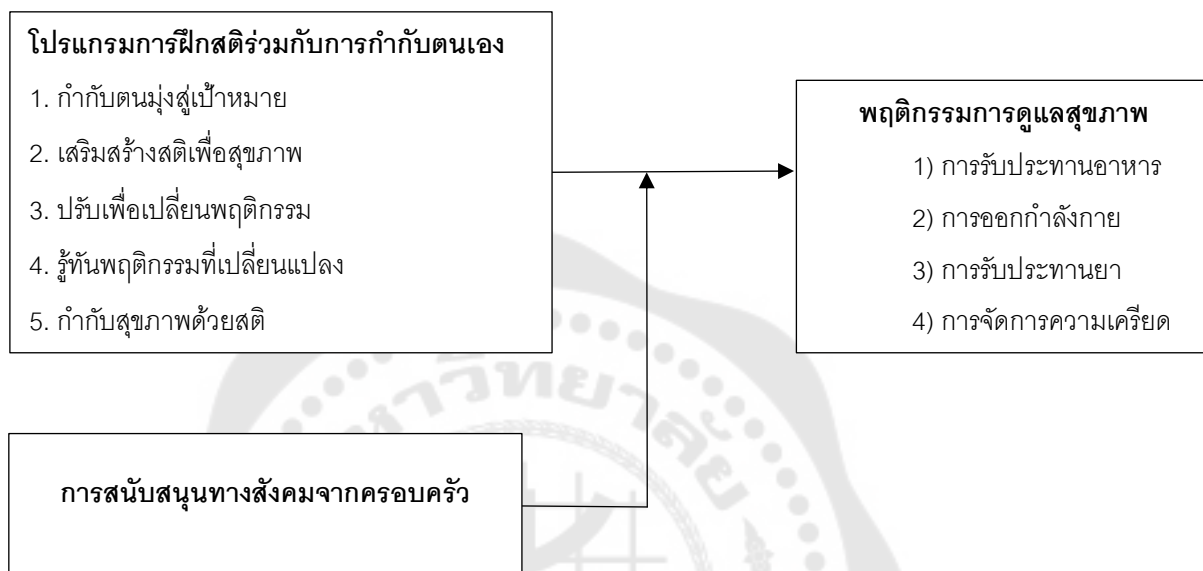 โปรแกรมการฝึกสติร่วมกับการกำกับตนเอง
1. กำกับตนมุ่งสู่เป้าหมาย
2. เสริมสร้างสติเพื่อสุขภาพ
3. ปรับเพื่อเปลี่ยนพฤติกรรม
4. รู้ทันพฤติกรรมที่เปลี่ยนแปลง
5. กำกับสุขภาพด้วยสติ
พฤติกรรมการดูแลสุขภาพ
1) การรับประทานอาหาร
2) การออกกำลังกาย
3) การรับประทานยา
4) การจัดการความเครียด
การสนับสนุนทางสังคมจากครอบครัว